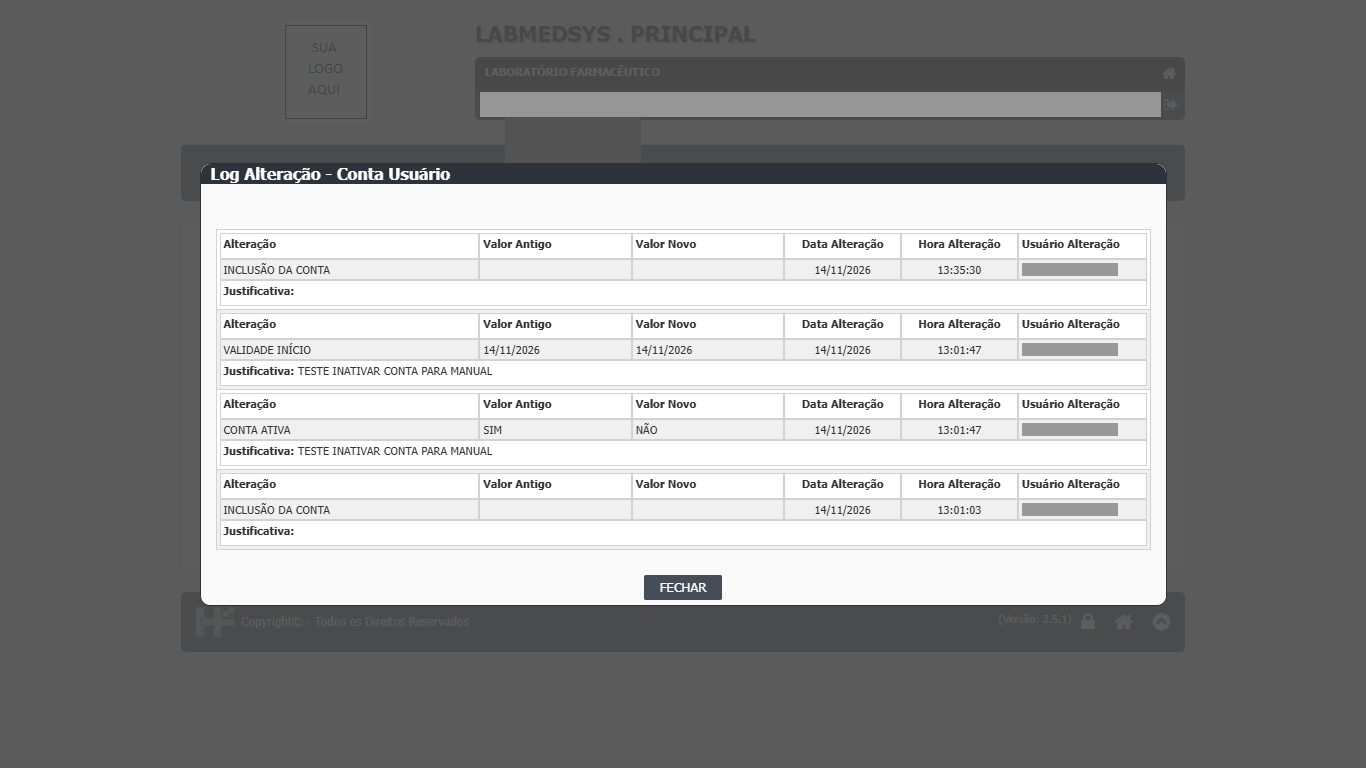 SUA
LOGO
AQUI
LABMEDSYS . PRINCIPAL
LABORATÓRIO FARMACÊUTICO
Log Alteração - Conta Usuário
Alteração Valor Antigo Valor Novo Data Alteração Hora Alteração Usuário Alteração
INCLUSÃO DA CONTA 14/11/2026 13:35:30
Justificativa:
Alteração Valor Antigo Valor Novo Data Alteração Hora Alteração Usuário Alteração
VALIDADE INÍCIO 14/11/2026 14/11/2026 14/11/2026 13:01:47
Justificativa: TESTE INATIVAR CONTA PARA MANUAL
Alteração Valor Antigo Valor Novo Data Alteração Hora Alteração Usuário Alteração
CONTA ATIVA SIM NÃO 14/11/2026 13:01:47
Justificativa: TESTE INATIVAR CONTA PARA MANUAL
Alteração Valor Antigo Valor Novo Data Alteração Hora Alteração Usuário Alteração
INCLUSÃO DA CONTA 14/11/2026 13:01:03
Justificativa:
FECHAR
Copyright© - Todos os Direitos Reservados (Versão: 3.5.1)